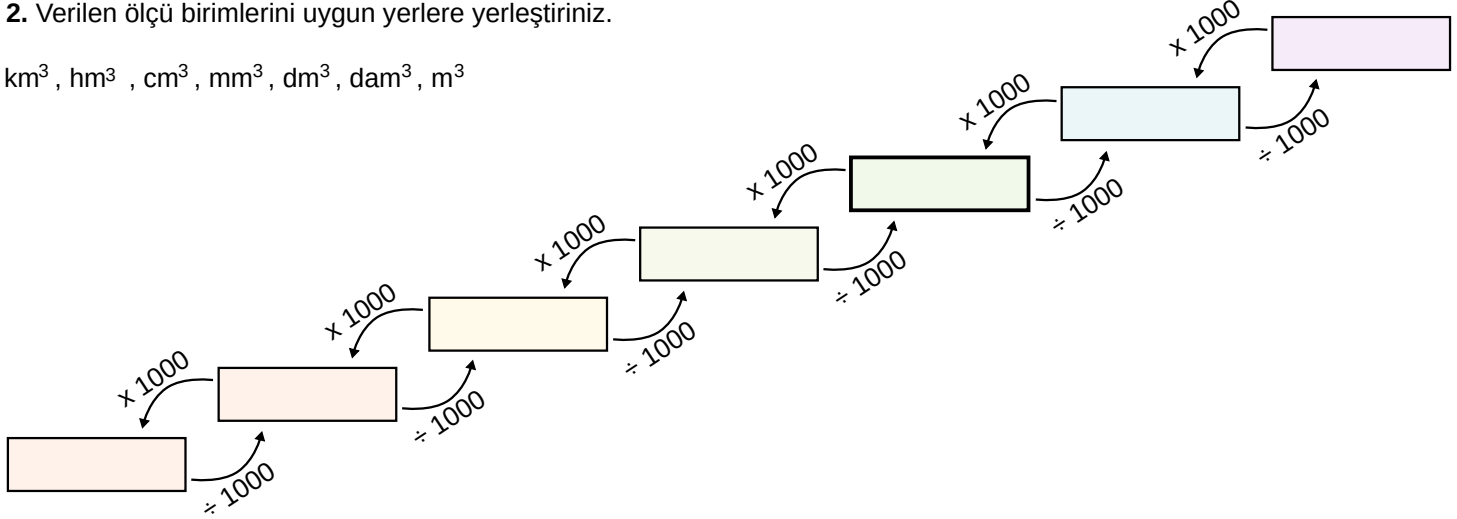 2. Verilen ölçü birimlerini uygun yerlere yerleştiriniz.
km³ , hm³ , cm³ , mm³ , dm³ , dam³ , m³
x 1000
÷ 1000
x 1000
÷ 1000
x 1000
÷ 1000
x 1000
÷ 1000
x 1000
÷ 1000
x 1000
÷ 1000